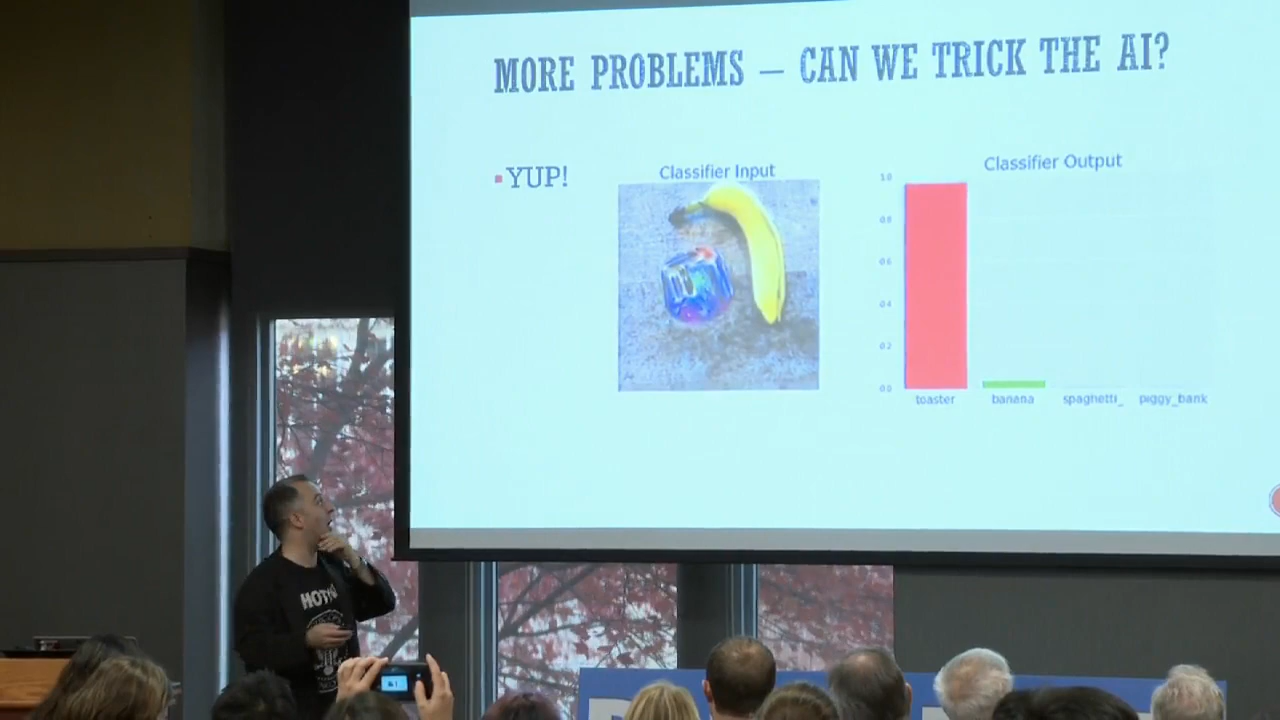 MORE PROBLEMS – CAN WE TRICK THE AI?
▪YUP!
Classifier Input
Classifier Output
1.0
0.8
0.6
0.4
0.2
0.0
toaster banana spaghetti_ piggy_bank